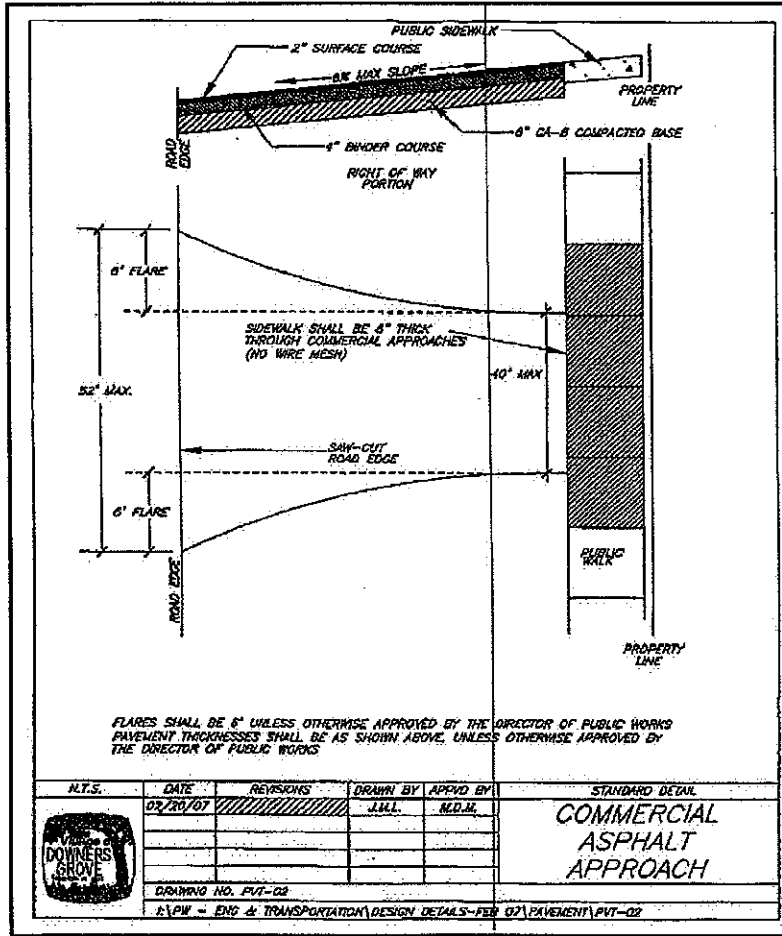 PUBLIC SIDEWALK
2" SURFACE COURSE
8% MAX SLOPE
PROPERTY
LINE
4" BINDER COURSE
8" CA-6 COMPACTED BASE
ROAD
EDGE
RIGHT OF WAY
PORTION
6' FLARE
SIDEWALK SHALL BE 8" THICK
THROUGH COMMERCIAL APPROACHES
(NO WIRE MESH)
52' MAX.
40' MAX
SAW-CUT
ROAD EDGE
6' FLARE
ROAD EDGE
PUBLIC
WALK
PROPERTY
LINE
FLARES SHALL BE 6' UNLESS OTHERWISE APPROVED BY THE DIRECTOR OF PUBLIC WORKS
PAVEMENT THICKNESSES SHALL BE AS SHOWN ABOVE, UNLESS OTHERWISE APPROVED BY
THE DIRECTOR OF PUBLIC WORKS
N.T.S. DATE REVISIONS DRAWN BY APPVD BY STANDARD DETAIL
02/20/07 J.M.L. M.D.M.
COMMERCIAL
ASPHALT
APPROACH
VILLAGE OF
DOWNERS
GROVE
DRAWING NO. PVT-02
I:\PW - ENG & TRANSPORTATION\DESIGN DETAILS-FEB 07\PAVEMENT\PVT-02